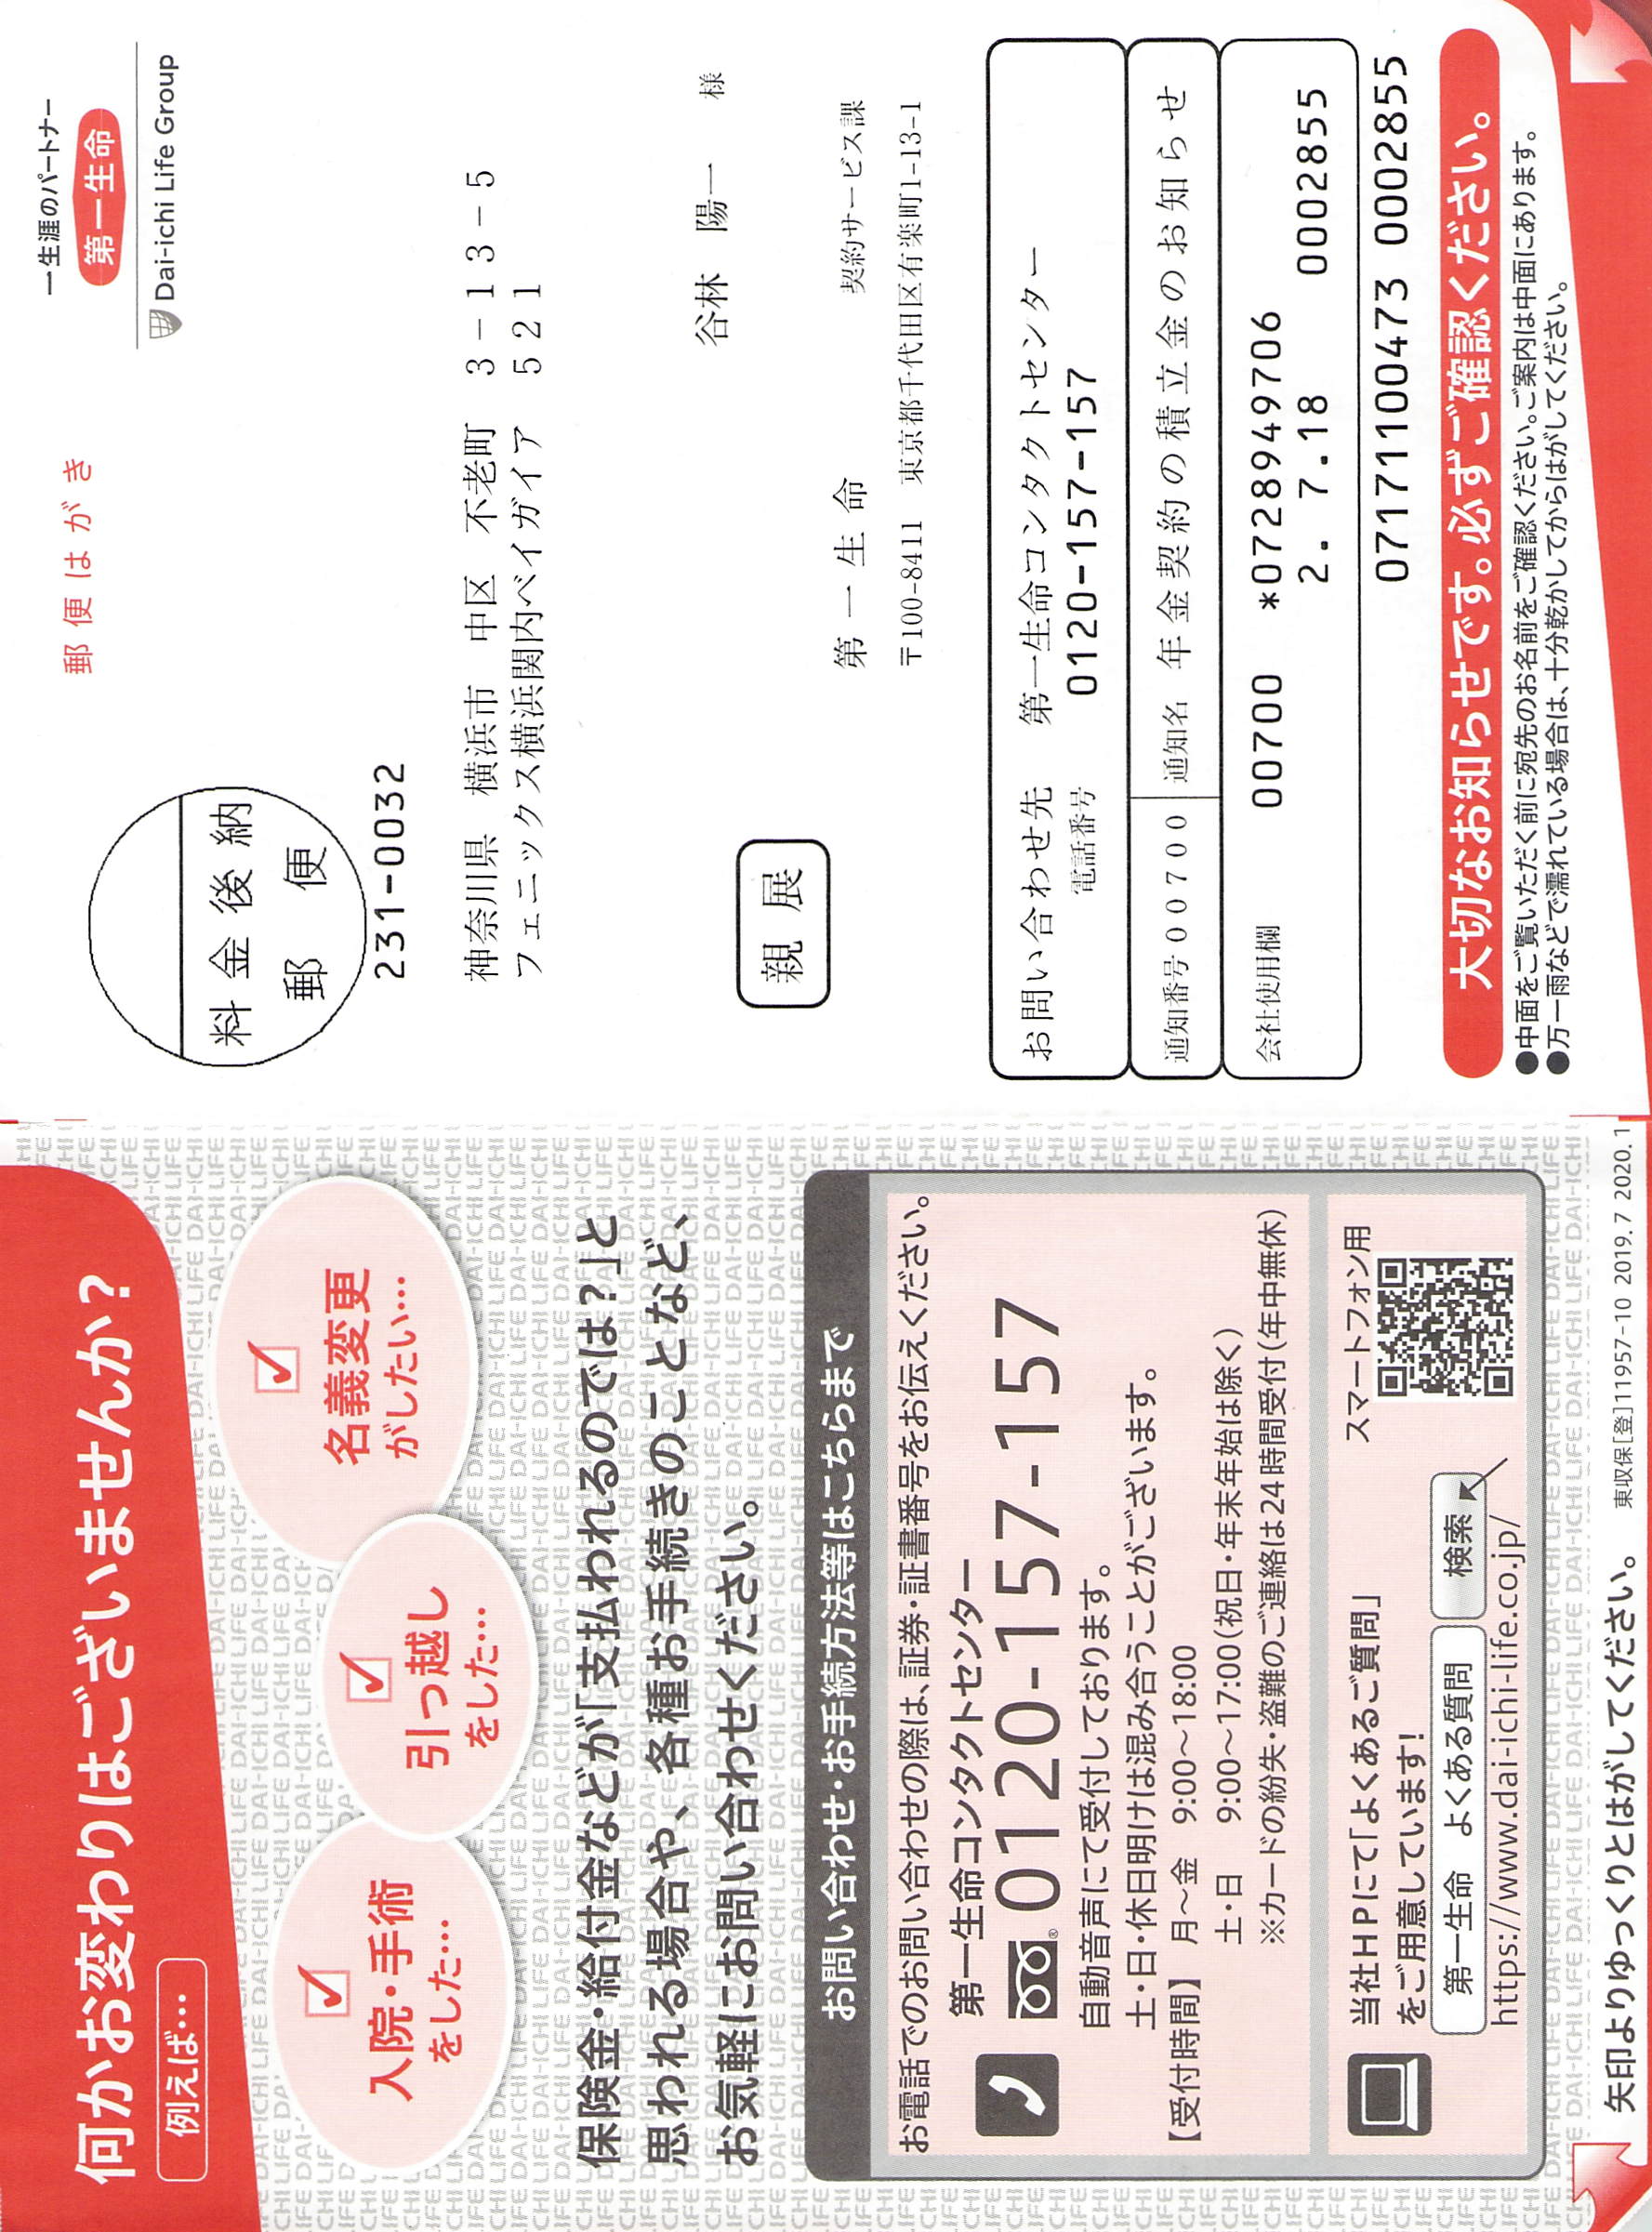 郵便はがき
一生涯のパートナー
第一生命
Dai-ichi Life Group
料金後納
郵便
231-0032
神奈川県 横浜市 中区 不老町 3-13-5
フェニックス横浜関内ベイガイア 521
親展
谷林 陽一 様
第一生命 契約サービス課
〒100-8411 東京都千代田区有楽町1-13-1
お問い合わせ先 第一生命コンタクトセンター
電話番号 0120-157-157
通知番号007700 通知名 年金契約の積立金のお知らせ
会社使用欄 00700 *0728949706
2. 7.18 0002855
0717100473 0002855
大切なお知らせです。必ずご確認ください。
●中面をご覧いただく前に宛先のお名前をご確認ください。ご案内は中面にあります。
●万一雨などで濡れている場合は、十分乾かしてからはがしてください。
何かお変わりはございませんか?
例えば…
入院・手術
をした…
引っ越し
をした…
名義変更
がしたい…
保険金・給付金などが「支払われるのでは?」と
思われる場合や、各種お手続きのことなど、
お気軽にお問い合わせください。
お問い合わせ・お手続方法等はこちらまで
お電話でのお問い合わせの際は、証券・証書番号をお伝えください。
第一生命コンタクトセンター
0120-157-157
自動音声にて受付しております。
土・日・休日明けは混み合うことがございます。
【受付時間】 月~金 9:00~18:00
土・日 9:00~17:00(祝日・年末年始は除く)
※カードの紛失・盗難のご連絡は24時間受付(年中無休)
当社HPにて「よくあるご質問」
をご用意しています!
スマートフォン用
第一生命 よくある質問 検索
https://www.dai-ichi-life.co.jp/
矢印よりゆっくりとはがしてください。 東収保[登]11957-10 2019.7 2020.1